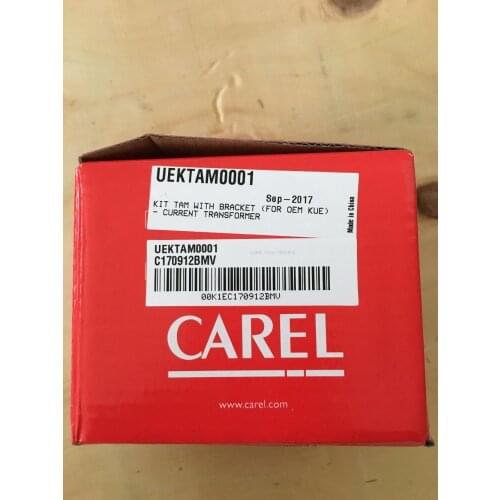 UEKTAM0001
Sep-2017
KIT TAM WITH BRACKET (FOR OEM KUE)
- CURRENT TRANSFORMER
Made in China
UEKTAM0001
C170912BMV
00K1EC170912BMV
CAREL
www.carel.com